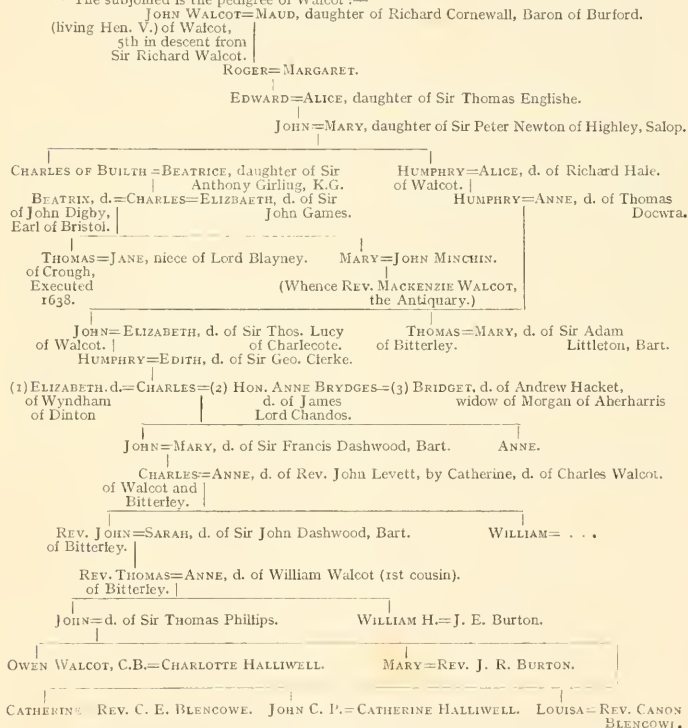 The subjoined is the pedigree of Walcot :—
JOHN WALCOT=MAUD, daughter of Richard Cornewall, Baron of Burford.
(living Hen. V.) of Walcot,
5th in descent from
Sir Richard Walcot.
ROGER=MARGARET.
EDWARD=ALICE, daughter of Sir Thomas Englishe.
JOHN=MARY, daughter of Sir Peter Newton of Highley, Salop.
CHARLES OF BUILTH=BEATRICE, daughter of Sir HUMPHRY=ALICE, d. of Richard Hale.
Anthony Girling, K.G. of Walcot.
BEATRIX, d.=CHARLES=ELIZBAETH, d. of Sir HUMPHRY=ANNE, d. of Thomas
of John Digby, John Games. Docwra.
Earl of Bristol.
THOMAS=JANE, niece of Lord Blayney. MARY=JOHN MINCHIN.
of Crough,
Executed (Whence REV. MACKENZIE WALCOT,
1638. the Antiquary.)
JOHN=ELIZABETH, d. of Sir Thos. Lucy THOMAS=MARY, d. of Sir Adam
of Walcot. of Charlecote. of Bitterley. Littleton, Bart.
HUMPHRY=EDITH, d. of Sir Geo. Clerke.
(1) ELIZABETH.d.=CHARLES=(2) HON. ANNE BRYDGES=(3) BRIDGET, d. of Andrew Hacket,
of Wyndham d. of James widow of Morgan of Aberharris
of Dinton Lord Chandos.
JOHN=MARY, d. of Sir Francis Dashwood, Bart. ANNE.
CHARLES=ANNE, d. of Rev. John Levett, by Catherine, d. of Charles Walcot.
of Walcot and
Bitterley.
REV. JOHN=SARAH, d. of Sir John Dashwood, Bart. WILLIAM= . . .
of Bitterley.
REV. THOMAS=ANNE, d. of William Walcot (1st cousin).
of Bitterley.
JOHN=d. of Sir Thomas Phillips. WILLIAM H.=J. E. Burton.
OWEN WALCOT, C.B.=CHARLOTTE HALLIWELL. MARY=REV. J. R. BURTON.
CATHERINE REV. C. E. BLENCOWE. JOHN C. P.=CATHERINE HALLIWELL. LOUISA=REV. CANON
BLENCOWE.